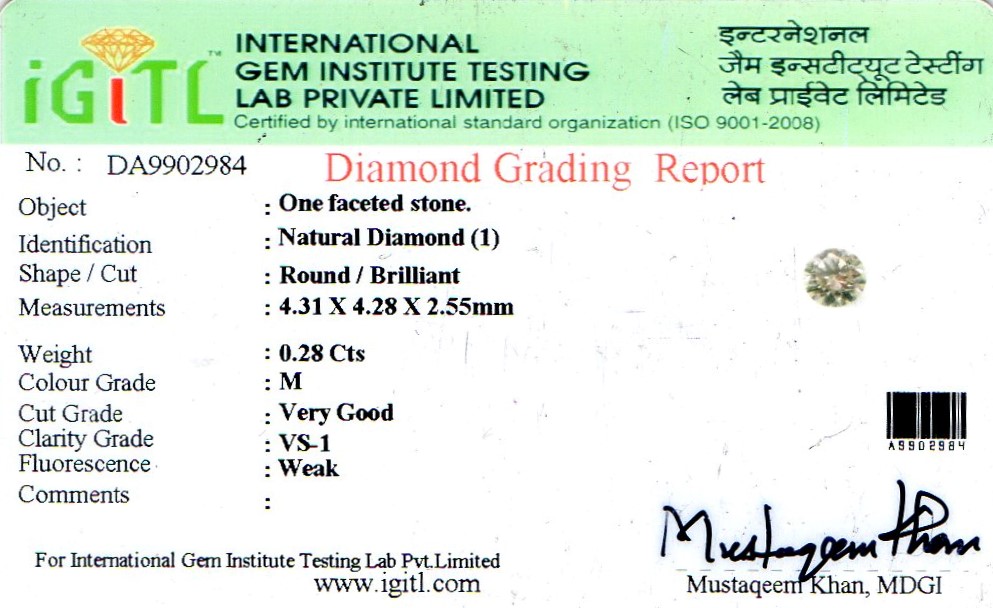 iGiTL™
INTERNATIONAL
GEM INSTITUTE TESTING
LAB PRIVATE LIMITED
Certified by international standard organization (ISO 9001-2008)
इन्टरनेशनल
जैम इन्सटीट्यूट टेस्टींग
लेब प्राईवेट लिमिटेड
No. : DA9902984
Diamond Grading Report
Object : One faceted stone.
Identification : Natural Diamond (1)
Shape / Cut : Round / Brilliant
Measurements : 4.31 X 4.28 X 2.55mm
Weight : 0.28 Cts
Colour Grade : M
Cut Grade : Very Good
Clarity Grade : VS-1
Fluorescence : Weak
Comments :
A9902984
Mustaqeem Khan
For International Gem Institute Testing Lab Pvt.Limited
www.igitl.com
Mustaqeem Khan, MDGI